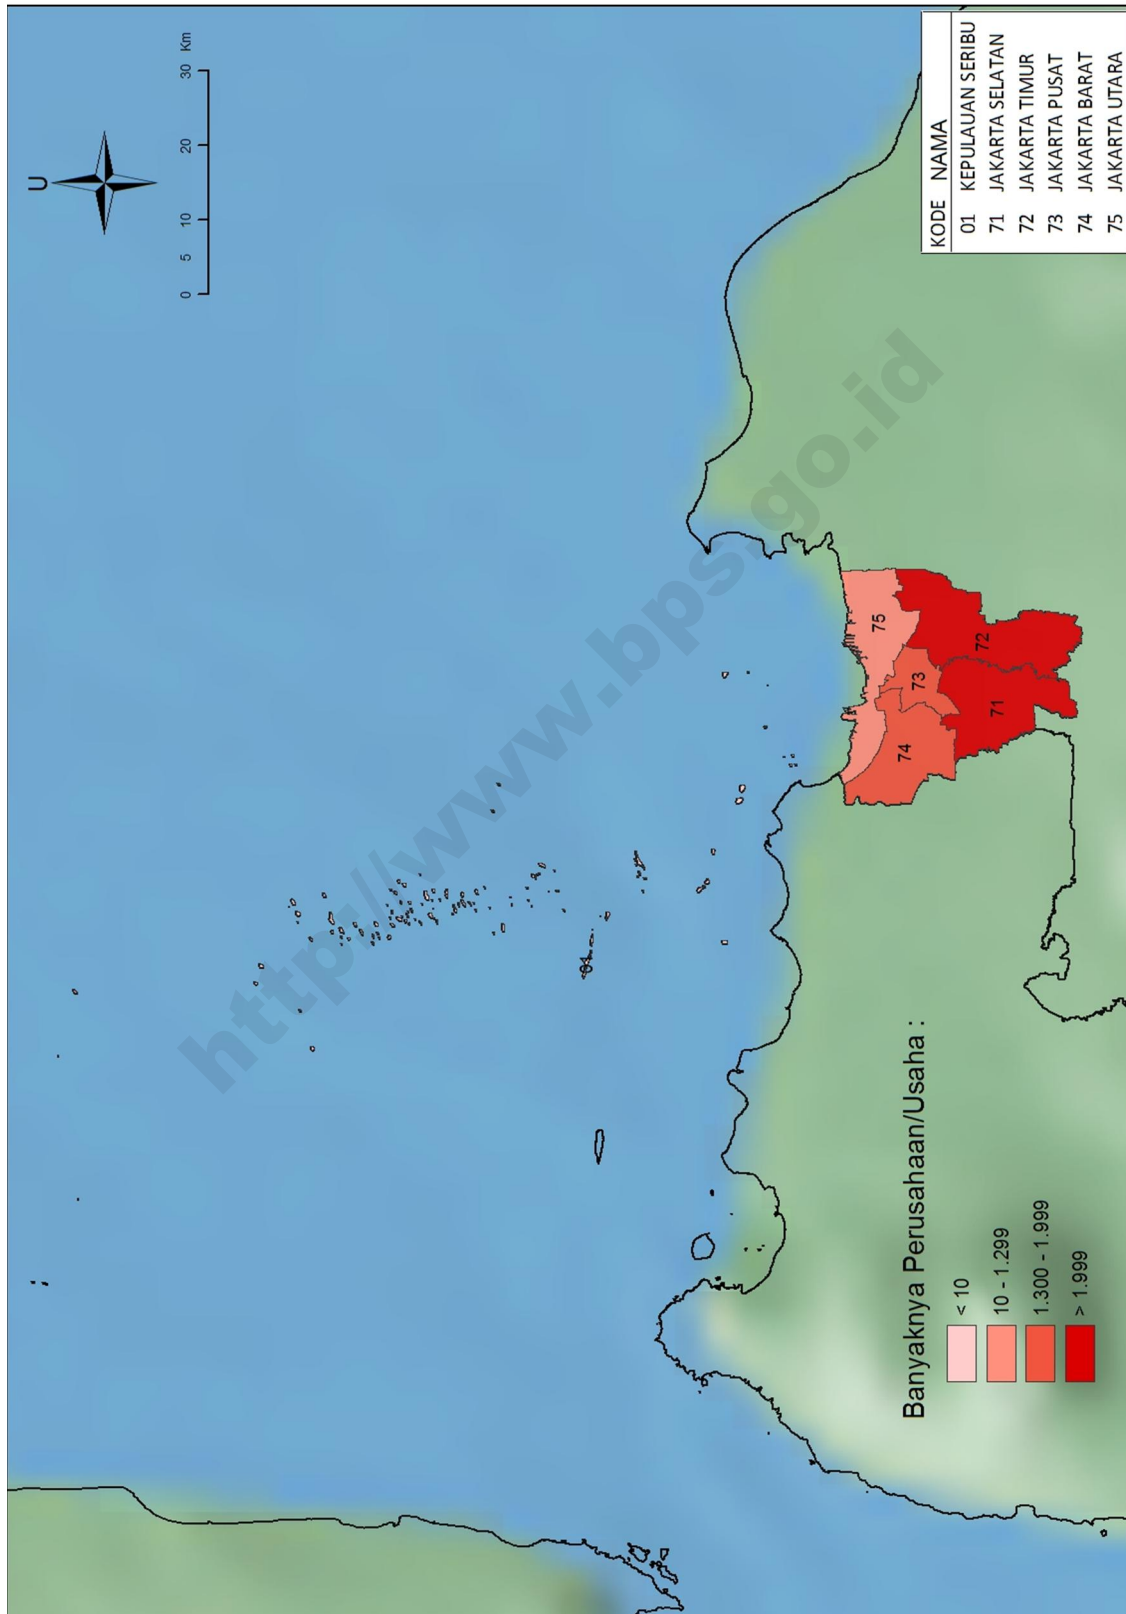 U
0 5 10 20 30 Km
http://www.bps.go.id
01
75
74
73
72
71
Banyaknya Perusahaan/Usaha :
< 10
10 - 1.299
1.300 - 1.999
> 1.999
KODE NAMA
01 KEPULAUAN SERIBU
71 JAKARTA SELATAN
72 JAKARTA TIMUR
73 JAKARTA PUSAT
74 JAKARTA BARAT
75 JAKARTA UTARA